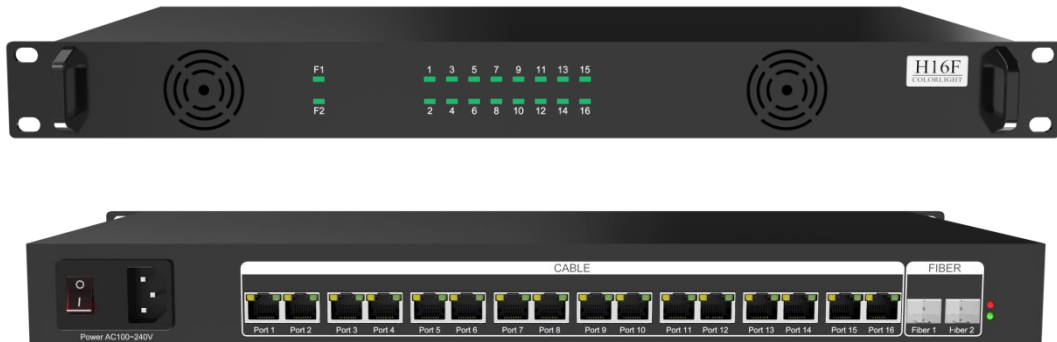 F1
1 3 5 7 9 11 13 15
F2
2 4 6 8 10 12 14 16
H16F
COLORLIGHT
CABLE
FIBER
O
I
Port 1 Port 2 Port 3 Port 4 Port 5 Port 6 Port 7 Port 8 Port 9 Port 10 Port 11 Port 12 Port 13 Port 14 Port 15 Port 16
Fiber 1 Fiber 2
Power AC100~240V